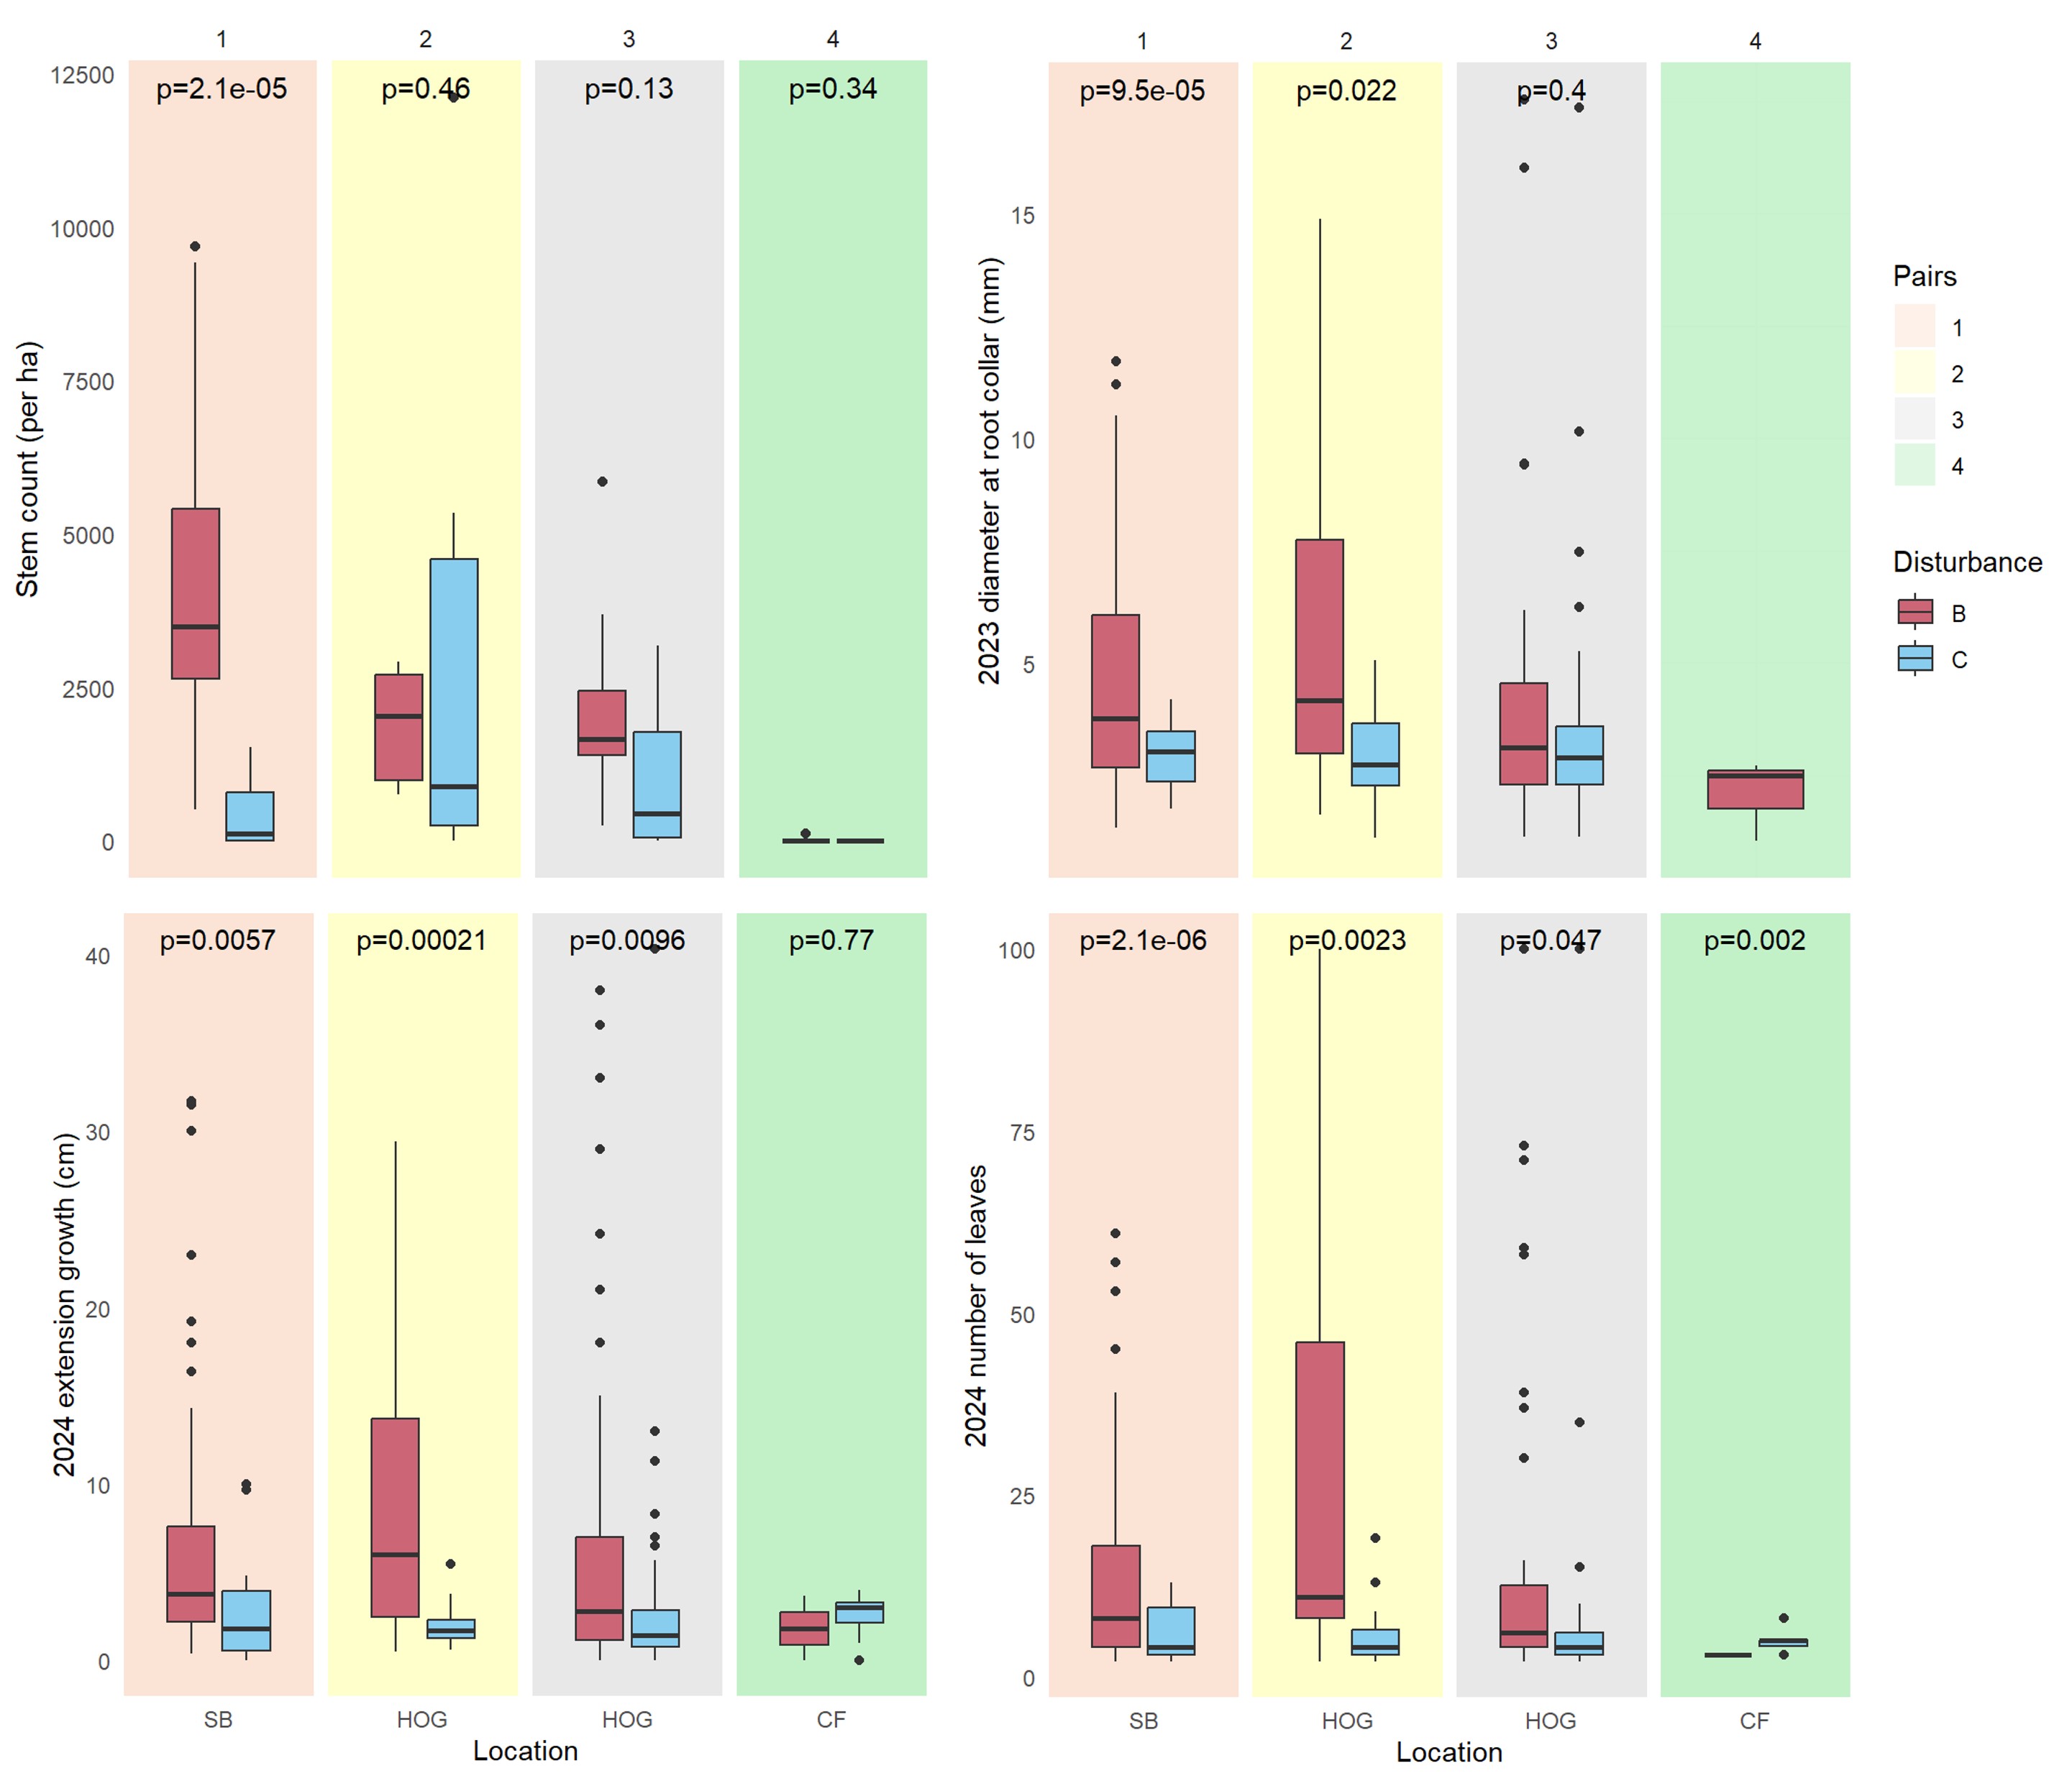 1 2 3 4
12500
10000
7500
5000
2500
0
Stem count (per ha)
p=2.1e-05 p=0.46 p=0.13 p=0.34
1 2 3 4
15
10
5
2023 diameter at root collar (mm)
p=9.5e-05 p=0.022 p=0.4
Pairs
1
2
3
4
Disturbance
B
C
40
30
20
10
0
2024 extension growth (cm)
p=0.0057 p=0.00021 p=0.0096 p=0.77
SB HOG HOG CF
Location
100
75
50
25
0
2024 number of leaves
p=2.1e-06 p=0.0023 p=0.047 p=0.002
SB HOG HOG CF
Location